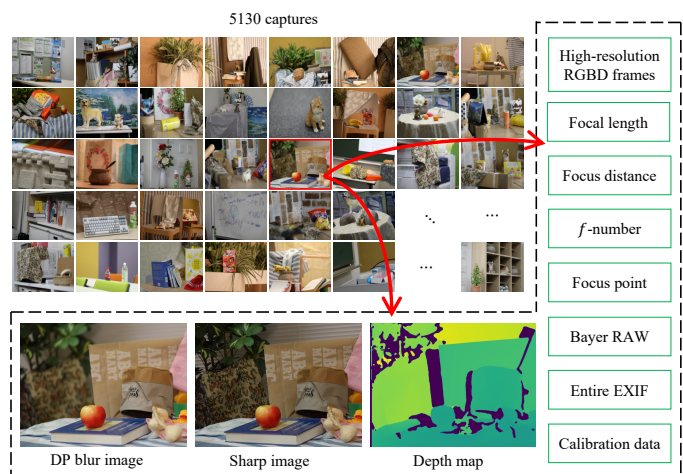 5130 captures
High-resolution
RGBD frames
Focal length
Focus distance
f-number
Focus point
Bayer RAW
Entire EXIF
Calibration data
DP blur image
Sharp image
Depth map